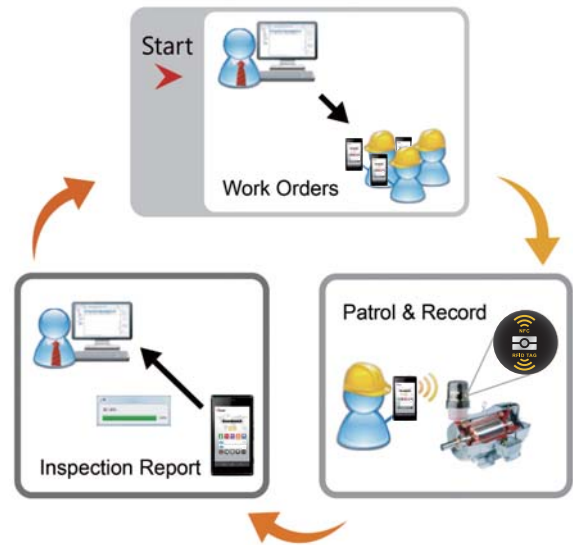 Start
Work Orders
Patrol & Record
NFC
RFID TAG
Inspection Report